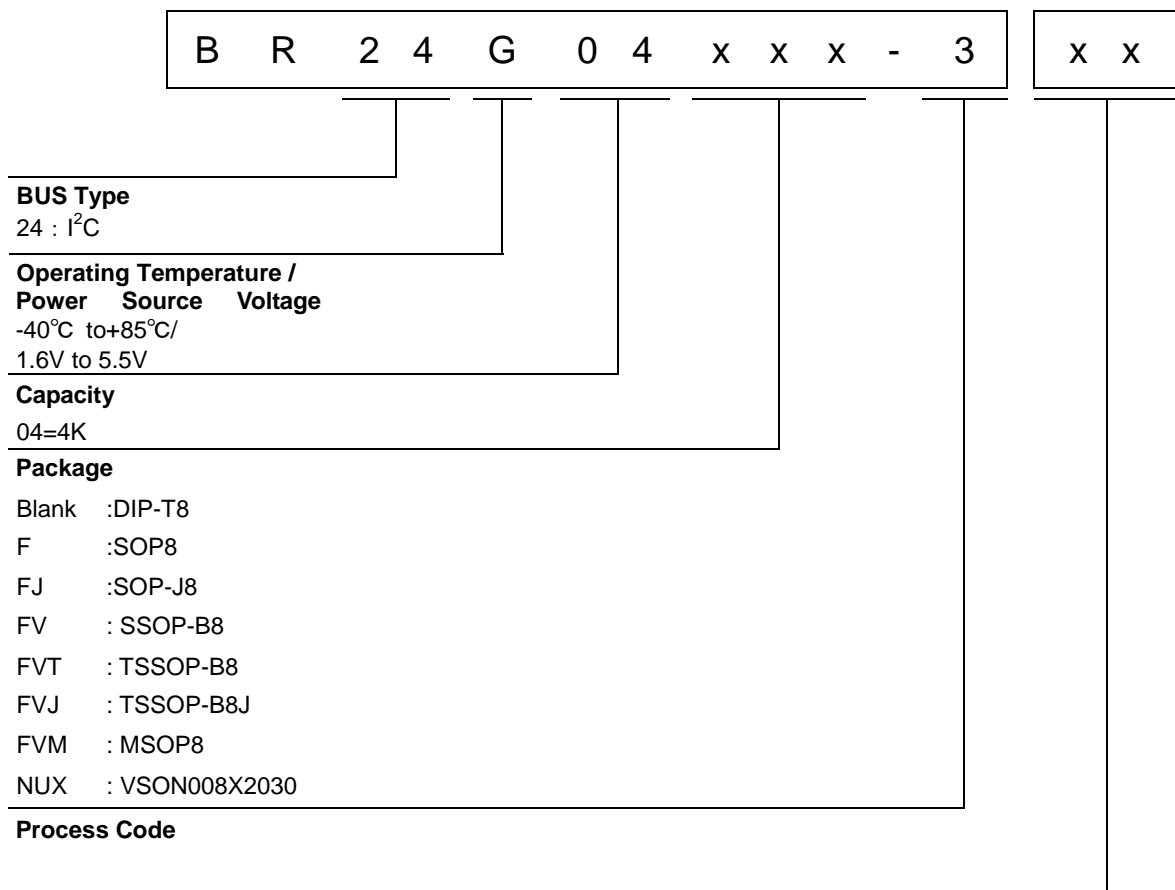 B R 2 4 G 0 4 x x x - 3 x x
BUS Type
24 : I²C
Operating Temperature /
Power Source Voltage
-40℃ to+85℃/
1.6V to 5.5V
Capacity
04=4K
Package
Blank :DIP-T8
F :SOP8
FJ :SOP-J8
FV : SSOP-B8
FVT : TSSOP-B8
FVJ : TSSOP-B8J
FVM : MSOP8
NUX : VSON008X2030
Process Code